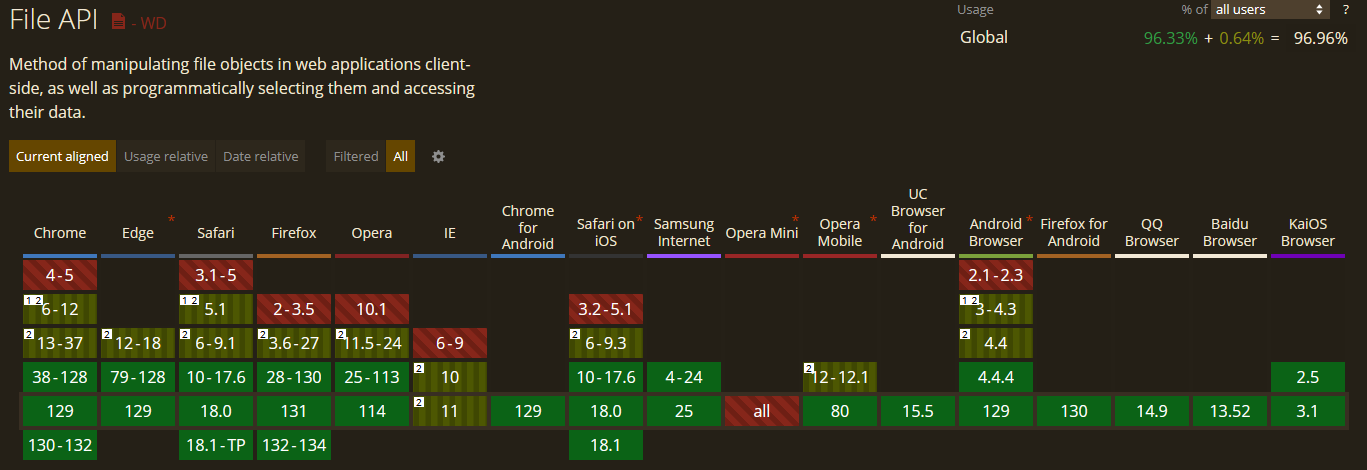 File API - WD
Usage % of all users ?
Global 96.33% + 0.64% = 96.96%
Method of manipulating file objects in web applications client-
side, as well as programmatically selecting them and accessing
their data.
Current aligned Usage relative Date relative Filtered All
Chrome
Edge *
Safari
Firefox
Opera
IE
Chrome
for
Android
Safari on *
iOS
Samsung
Internet
Opera Mini *
Opera *
Mobile
UC
Browser
for
Android
Android *
Browser
Firefox for
Android
QQ
Browser
Baidu
Browser
KaiOS
Browser
4-5 3.1-5 2.1-2.3
1 2 6-12 1 2 5.1 2-3.5 10.1 3.2-5.1 1 2 3-4.3
2 13-37 2 12-18 2 6-9.1 2 3.6-27 2 11.5-24 6-9 2 6-9.3 2 4.4
38-128 79-128 10-17.6 28-130 25-113 2 10 10-17.6 4-24 2 12-12.1 4.4.4 2.5
129 129 18.0 131 114 2 11 129 18.0 25 all 80 15.5 129 130 14.9 13.52 3.1
130-132 18.1-TP 132-134 18.1